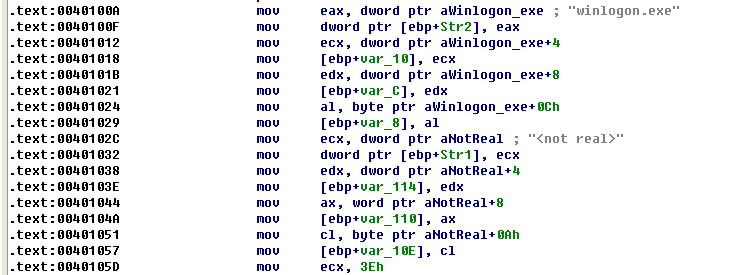 .text:0040100A mov eax, dword ptr aWinlogon_exe ; "winlogon.exe"
.text:0040100F mov dword ptr [ebp+Str2], eax
.text:00401012 mov ecx, dword ptr aWinlogon_exe+4
.text:00401018 mov [ebp+var_10], ecx
.text:0040101B mov edx, dword ptr aWinlogon_exe+8
.text:00401021 mov [ebp+var_C], edx
.text:00401024 mov al, byte ptr aWinlogon_exe+0Ch
.text:00401029 mov [ebp+var_8], al
.text:0040102C mov ecx, dword ptr aNotReal ; "<not real>"
.text:00401032 mov dword ptr [ebp+Str1], ecx
.text:00401038 mov edx, dword ptr aNotReal+4
.text:0040103E mov [ebp+var_114], edx
.text:00401044 mov ax, word ptr aNotReal+8
.text:0040104A mov [ebp+var_110], ax
.text:00401051 mov cl, byte ptr aNotReal+0Ah
.text:00401057 mov [ebp+var_10E], cl
.text:0040105D mov ecx, 3Eh